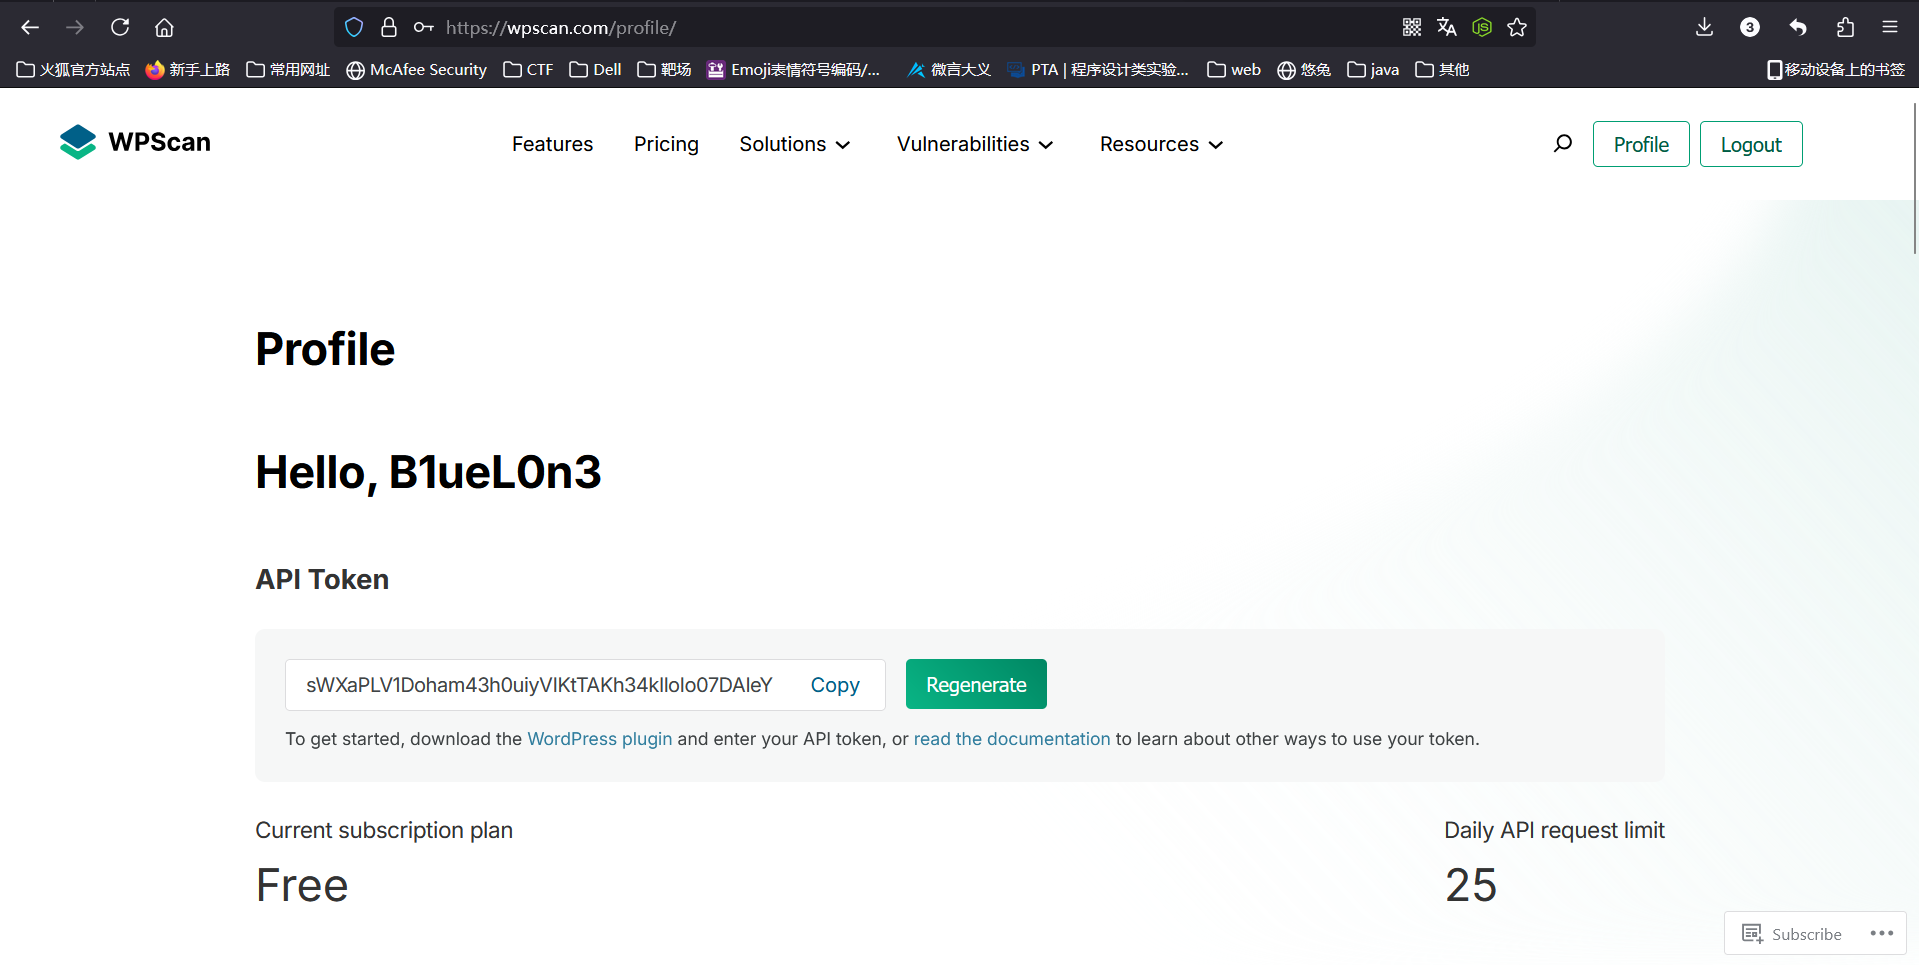 https://wpscan.com/profile/
3
火狐官方站点 新手上路 常用网址 McAfee Security CTF Dell 靶场 Emoji表情符号编码/... 微言大义 PTA | 程序设计类实验... web 悠兔 java 其他 移动设备上的书签
WPScan Features Pricing Solutions Vulnerabilities Resources Profile Logout
Profile
Hello, B1ueL0n3
API Token
Copy Regenerate
To get started, download the WordPress plugin and enter your API token, or read the documentation to learn about other ways to use your token.
Current subscription plan Daily API request limit
Free 25
Subscribe